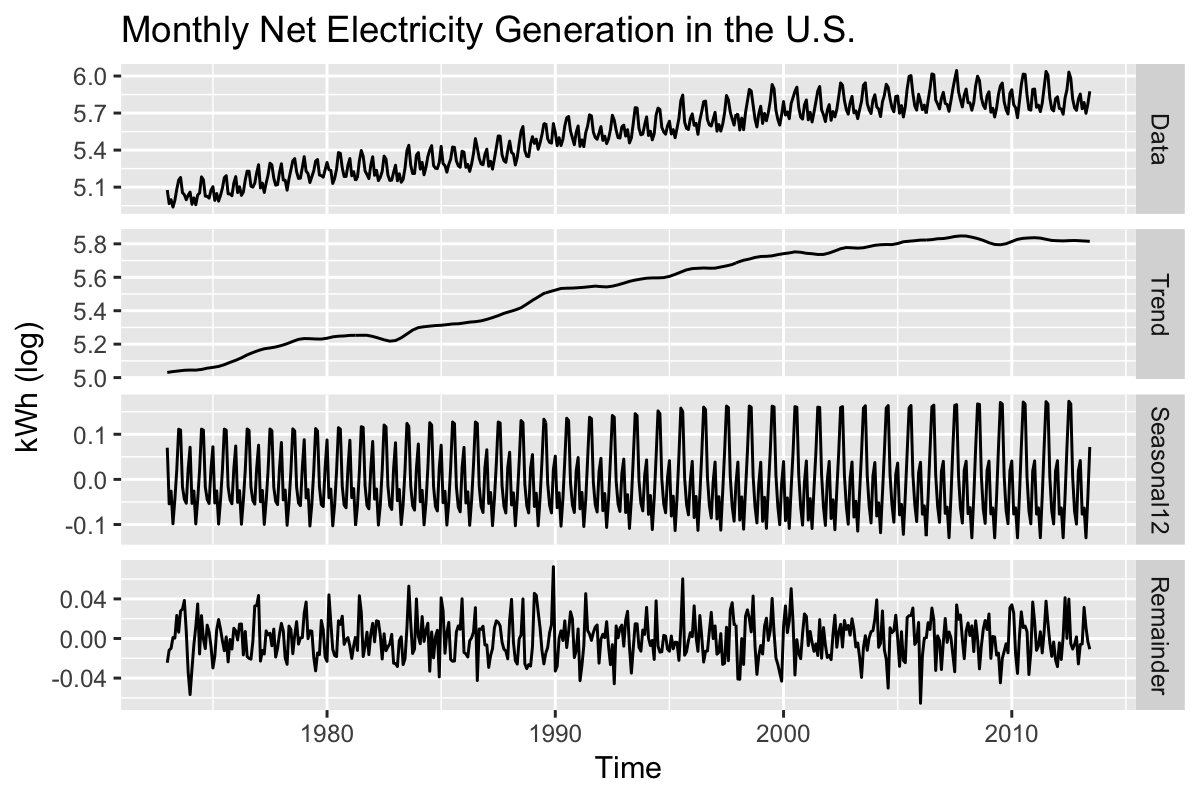 Monthly Net Electricity Generation in the U.S.
kWh (log)
6.0
5.7
5.4
5.1
Data
5.8
5.6
5.4
5.2
5.0
Trend
0.1
0.0
-0.1
Seasonal12
0.04
0.00
-0.04
Remainder
1980 1990 2000 2010
Time